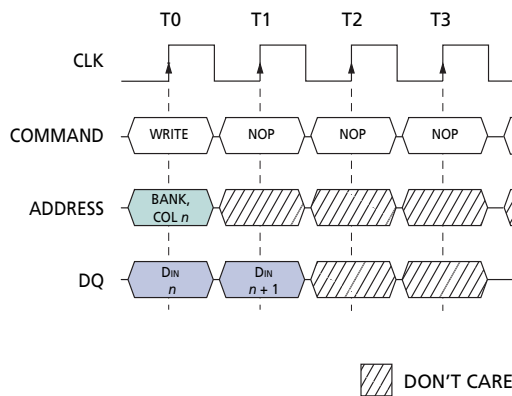 T0 T1 T2 T3
CLK
COMMAND WRITE NOP NOP NOP
ADDRESS BANK,
COL n
DQ DIN DIN
n n + 1
DON'T CARE